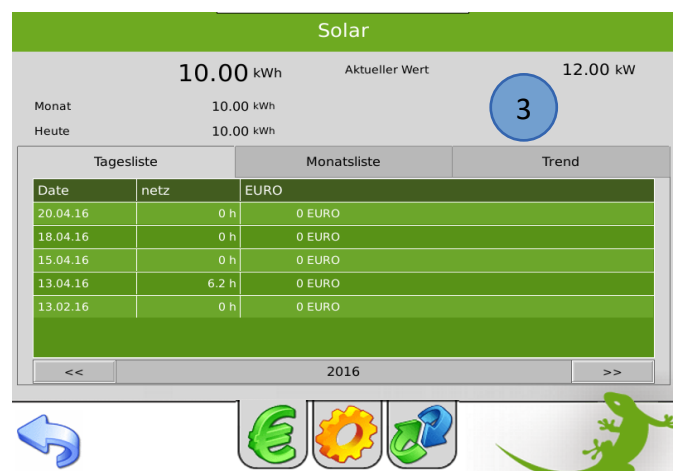 Solar
10.00 kWh Aktueller Wert 12.00 kW
Monat 10.00 kWh
Heute 10.00 kWh
3
Tagesliste Monatsliste Trend
Date netz EURO
20.04.16 0 h 0 EURO
18.04.16 0 h 0 EURO
15.04.16 0 h 0 EURO
13.04.16 6.2 h 0 EURO
13.02.16 0 h 0 EURO
<< 2016 >>
€